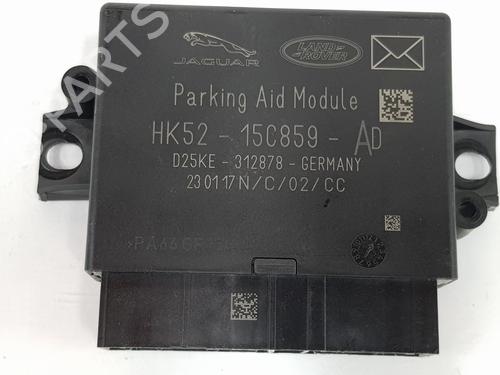 JAGUAR
LAND-
ROVER
Parking Aid Module
HK52 - 15C859 - AD
D25KE - 312878 - GERMANY
230117N/C/02/CC
PARTS